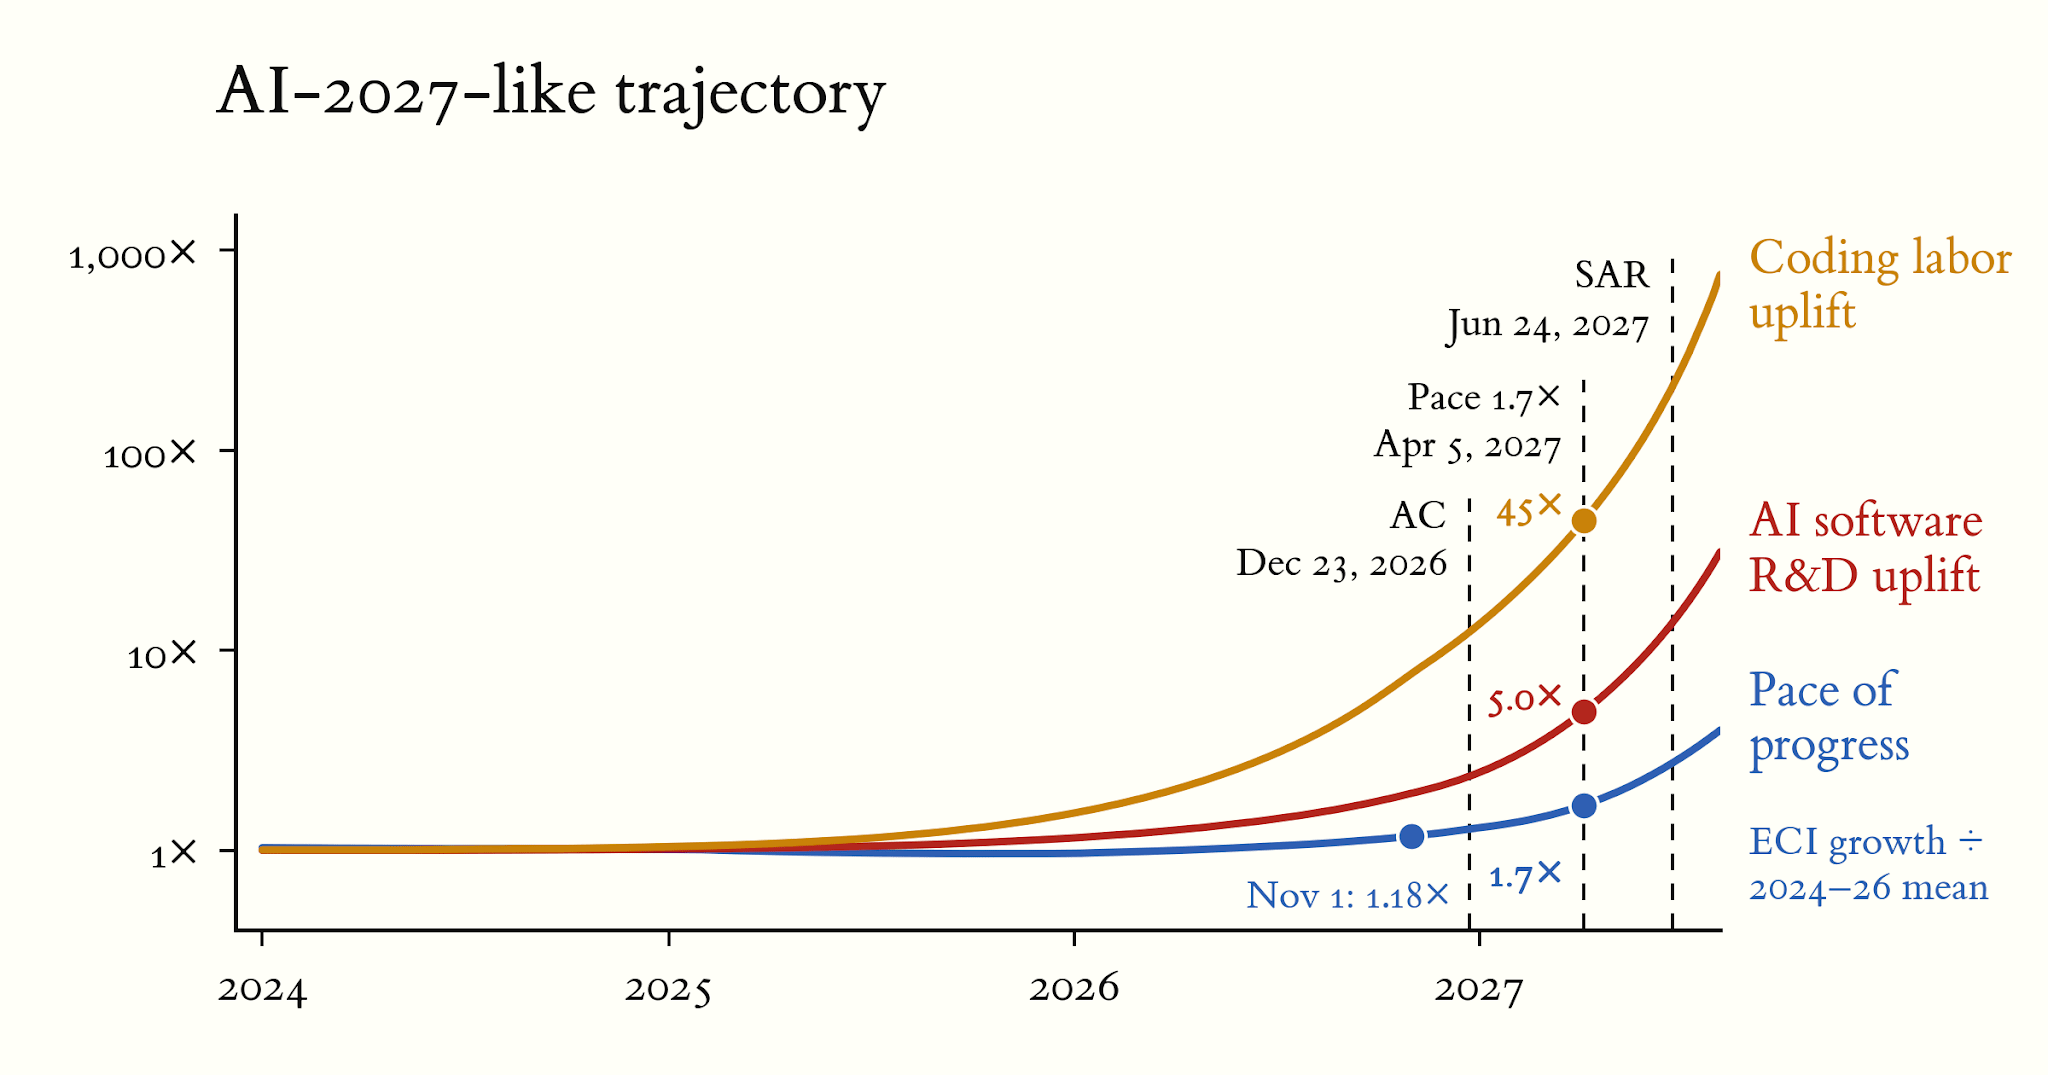 AI-2027-like trajectory
1,000×
100×
10×
1×
SAR
Jun 24, 2027
Pace 1.7×
Apr 5, 2027
AC
Dec 23, 2026
45×
5.0×
1.7×
Nov 1: 1.18×
Coding labor
uplift
AI software
R&D uplift
Pace of
progress
ECI growth ÷
2024–26 mean
2024
2025
2026
2027